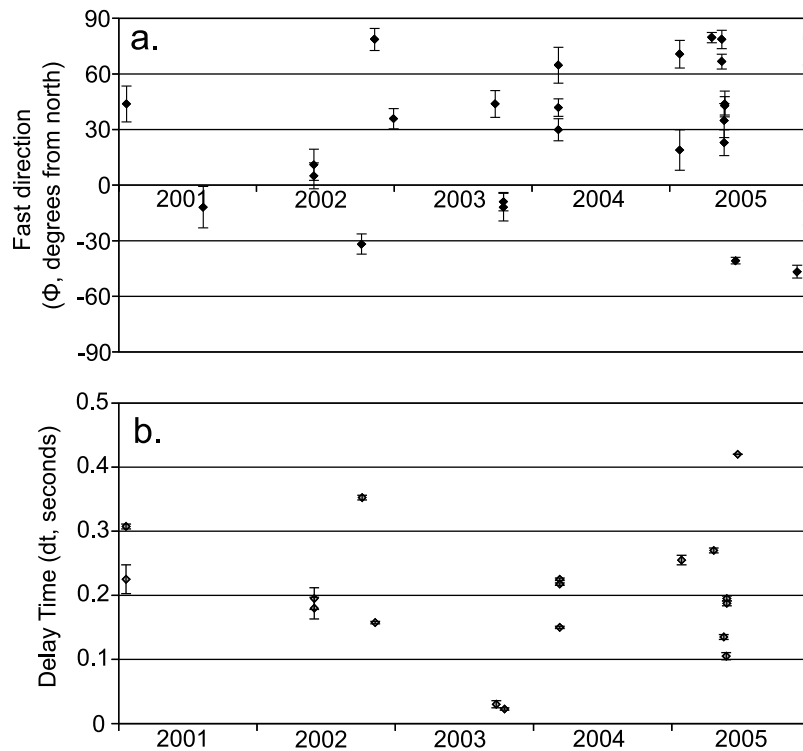 a.
Fast direction
(Φ, degrees from north)
90
60
30
0
-30
-60
-90
2001 2002 2003 2004 2005
b.
Delay Time (dt, seconds)
0.5
0.4
0.3
0.2
0.1
0
2001 2002 2003 2004 2005